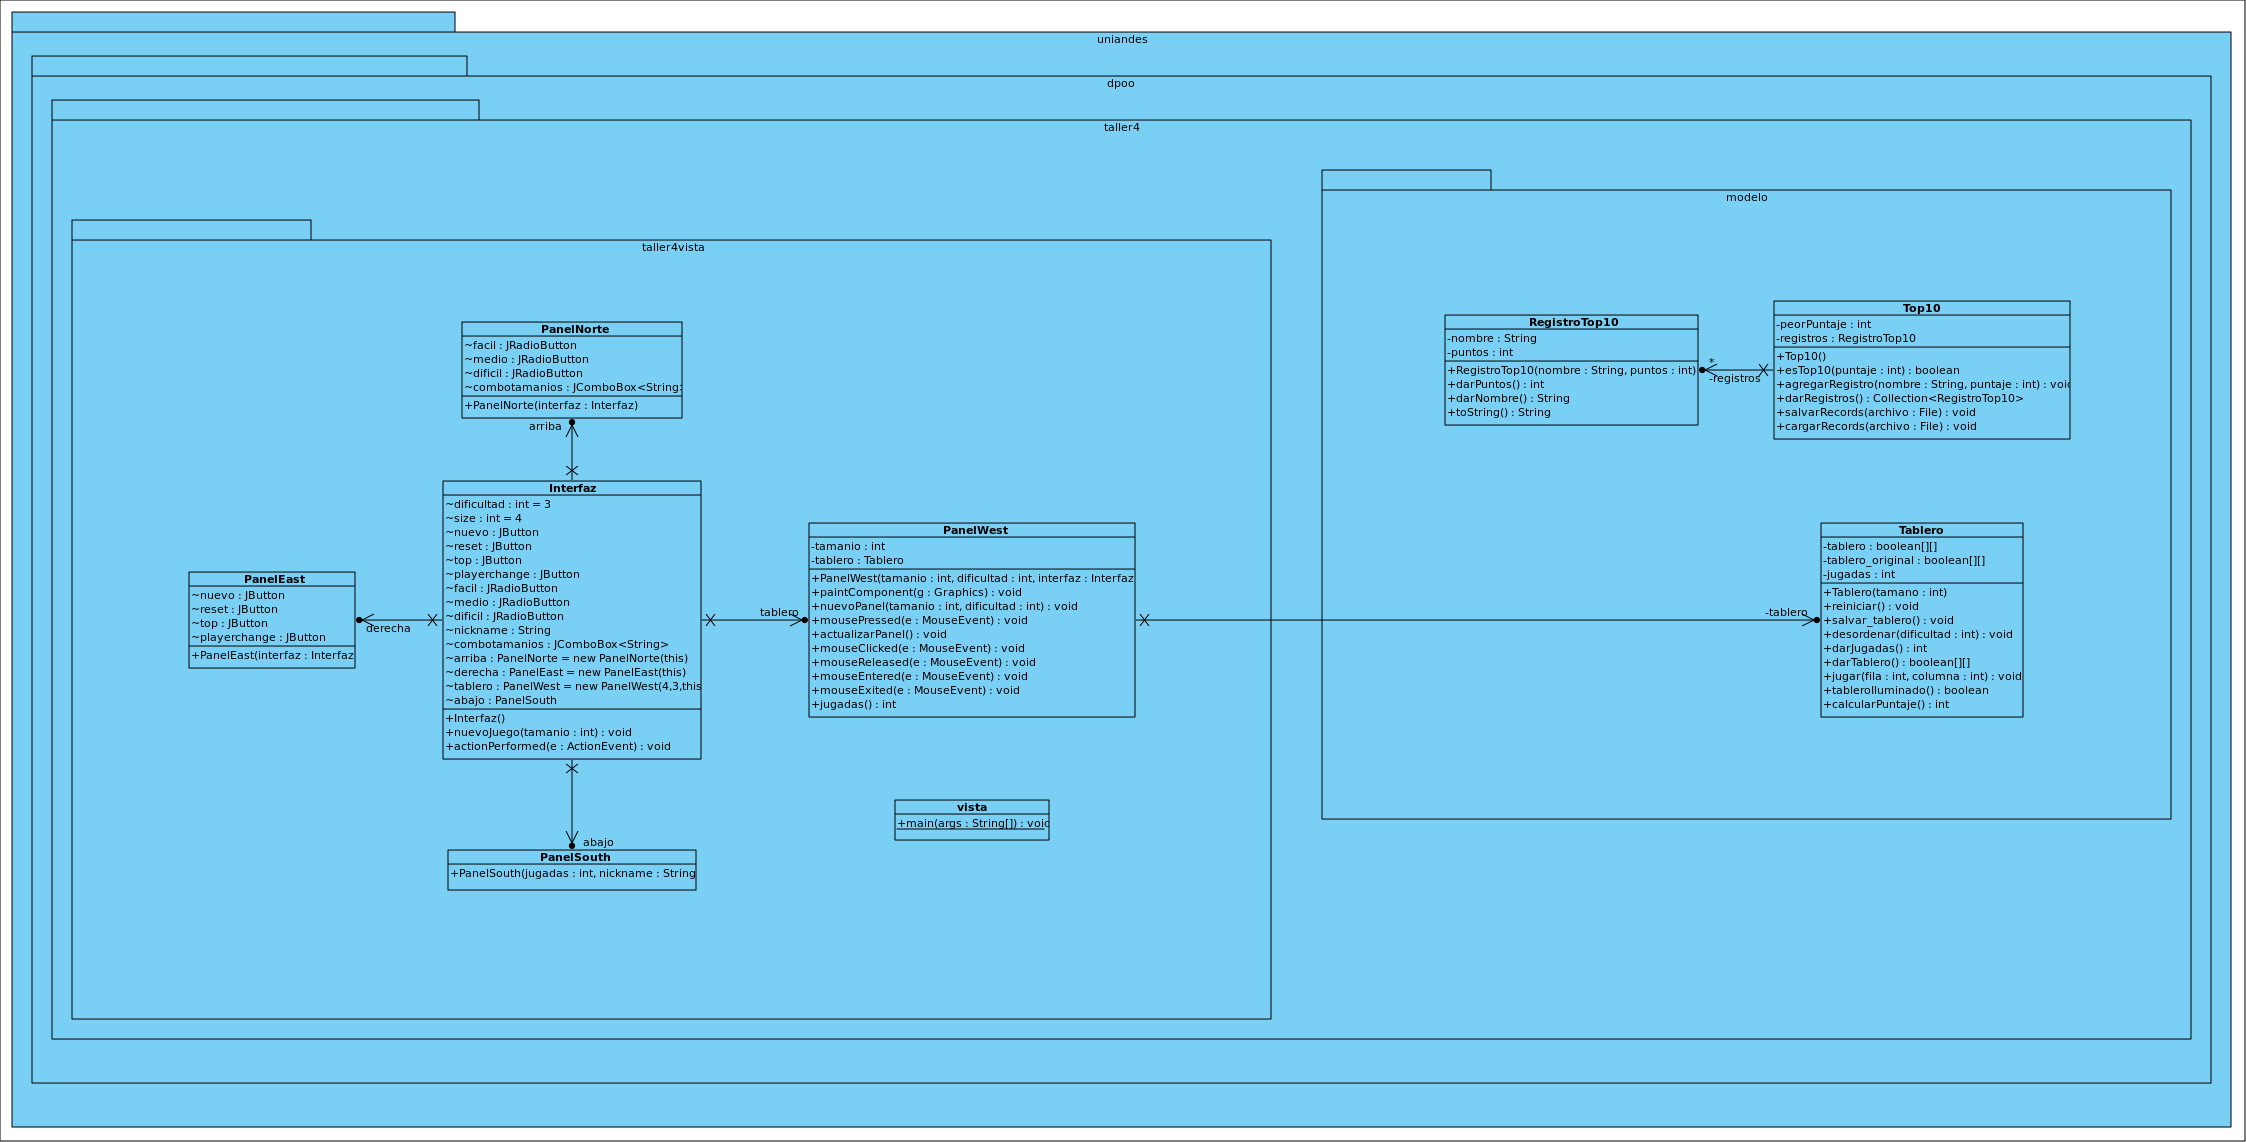 uniandes
dpoo
taller4
modelo
taller4vista
PanelNorte
~facil : JRadioButton
~medio : JRadioButton
~dificil : JRadioButton
~combotamanios : JComboBox<String>
+PanelNorte(interfaz : Interfaz)
arriba
RegistroTop10
-nombre : String
-puntos : int
+RegistroTop10(nombre : String, puntos : int)
+darPuntos() : int
+darNombre() : String
+toString() : String
*
-registros
Top10
-peorPuntaje : int
-registros : RegistroTop10
+Top10()
+esTop10(puntaje : int) : boolean
+agregarRegistro(nombre : String, puntaje : int) : void
+darRegistros() : Collection<RegistroTop10>
+salvarRecords(archivo : File) : void
+cargarRecords(archivo : File) : void
PanelEast
~nuevo : JButton
~reset : JButton
~top : JButton
~playerchange : JButton
+PanelEast(interfaz : Interfaz
derecha
Interfaz
~dificultad : int = 3
~size : int = 4
~nuevo : JButton
~reset : JButton
~top : JButton
~playerchange : JButton
~facil : JRadioButton
~medio : JRadioButton
~dificil : JRadioButton
~nickname : String
~combotamanios : JComboBox<String>
~arriba : PanelNorte = new PanelNorte(this)
~derecha : PanelEast = new PanelEast(this)
~tablero : PanelWest = new PanelWest(4,3,this
~abajo : PanelSouth
+Interfaz()
+nuevoJuego(tamanio : int) : void
+actionPerformed(e : ActionEvent) : void
tablero
PanelWest
-tamanio : int
-tablero : Tablero
+PanelWest(tamanio : int, dificultad : int, interfaz : Interfaz
+paintComponent(g : Graphics) : void
+nuevoPanel(tamanio : int, dificultad : int) : void
+mousePressed(e : MouseEvent) : void
+actualizarPanel() : void
+mouseClicked(e : MouseEvent) : void
+mouseReleased(e : MouseEvent) : void
+mouseEntered(e : MouseEvent) : void
+mouseExited(e : MouseEvent) : void
+jugadas() : int
-tablero
Tablero
-tablero : boolean[][]
-tablero_original : boolean[][]
-jugadas : int
+Tablero(tamano : int)
+reiniciar() : void
+salvar_tablero() : void
+desordenar(dificultad : int) : void
+darJugadas() : int
+darTablero() : boolean[][]
+jugar(fila : int, columna : int) : void
+tableroIluminado() : boolean
+calcularPuntaje() : int
vista
+main(args : String[]) : void
abajo
PanelSouth
+PanelSouth(jugadas : int, nickname : String